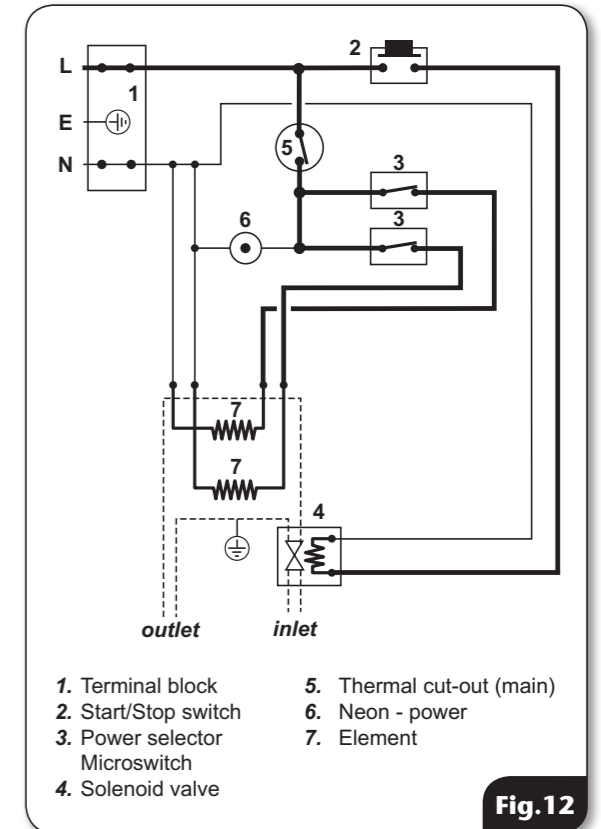 2
L
1
E
5
N
3
3
6
7
7
4
outlet
inlet
1. Terminal block
2. Start/Stop switch
3. Power selector
Microswitch
4. Solenoid valve
5. Thermal cut-out (main)
6. Neon - power
7. Element
Fig.12